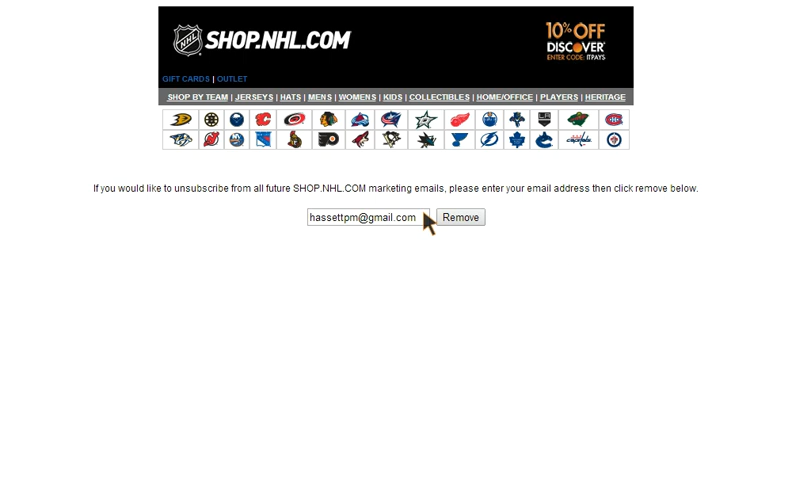 NHL SHOP.NHL.COM
10% OFF
DISCOVER
ENTER CODE: ITPAYS
GIFT CARDS | OUTLET
SHOP BY TEAM | JERSEYS | HATS | MENS | WOMENS | KIDS | COLLECTIBLES | HOME/OFFICE | PLAYERS | HERITAGE
If you would like to unsubscribe from all future SHOP.NHL.COM marketing emails, please enter your email address then click remove below.
hassettpm@gmail.com Remove